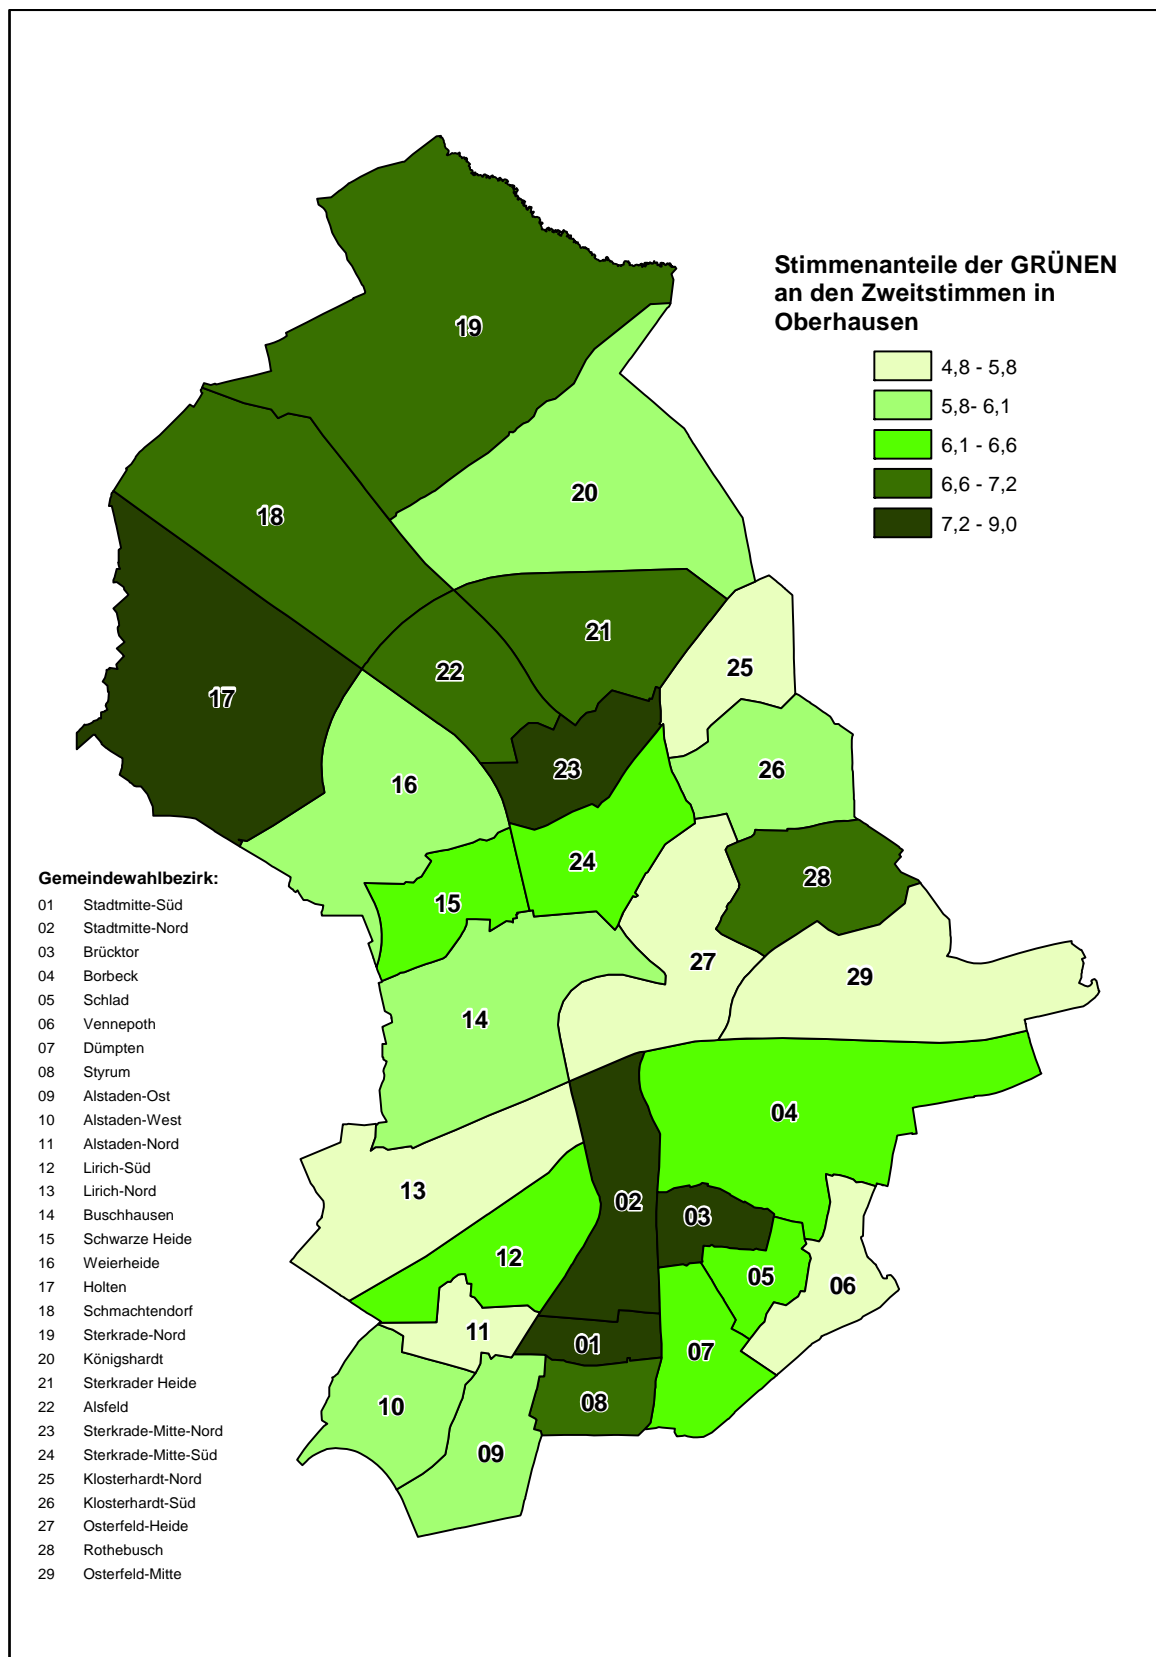 Stimmenanteile der GRÜNEN
an den Zweitstimmen in
Oberhausen
4,8 - 5,8
5,8- 6,1
6,1 - 6,6
6,6 - 7,2
7,2 - 9,0
19
20
18
21
22
25
17
23
26
16
24
28
15
27
29
14
04
13
02
03
12
05
06
11
01
07
10
08
09
Gemeindewahlbezirk:
01 Stadtmitte-Süd
02 Stadtmitte-Nord
03 Brücktor
04 Borbeck
05 Schlad
06 Vennepoth
07 Dümpten
08 Styrum
09 Alstaden-Ost
10 Alstaden-West
11 Alstaden-Nord
12 Lirich-Süd
13 Lirich-Nord
14 Buschhausen
15 Schwarze Heide
16 Weierheide
17 Holten
18 Schmachtendorf
19 Sterkrade-Nord
20 Königshardt
21 Sterkrader Heide
22 Alsfeld
23 Sterkrade-Mitte-Nord
24 Sterkrade-Mitte-Süd
25 Klosterhardt-Nord
26 Klosterhardt-Süd
27 Osterfeld-Heide
28 Rothebusch
29 Osterfeld-Mitte